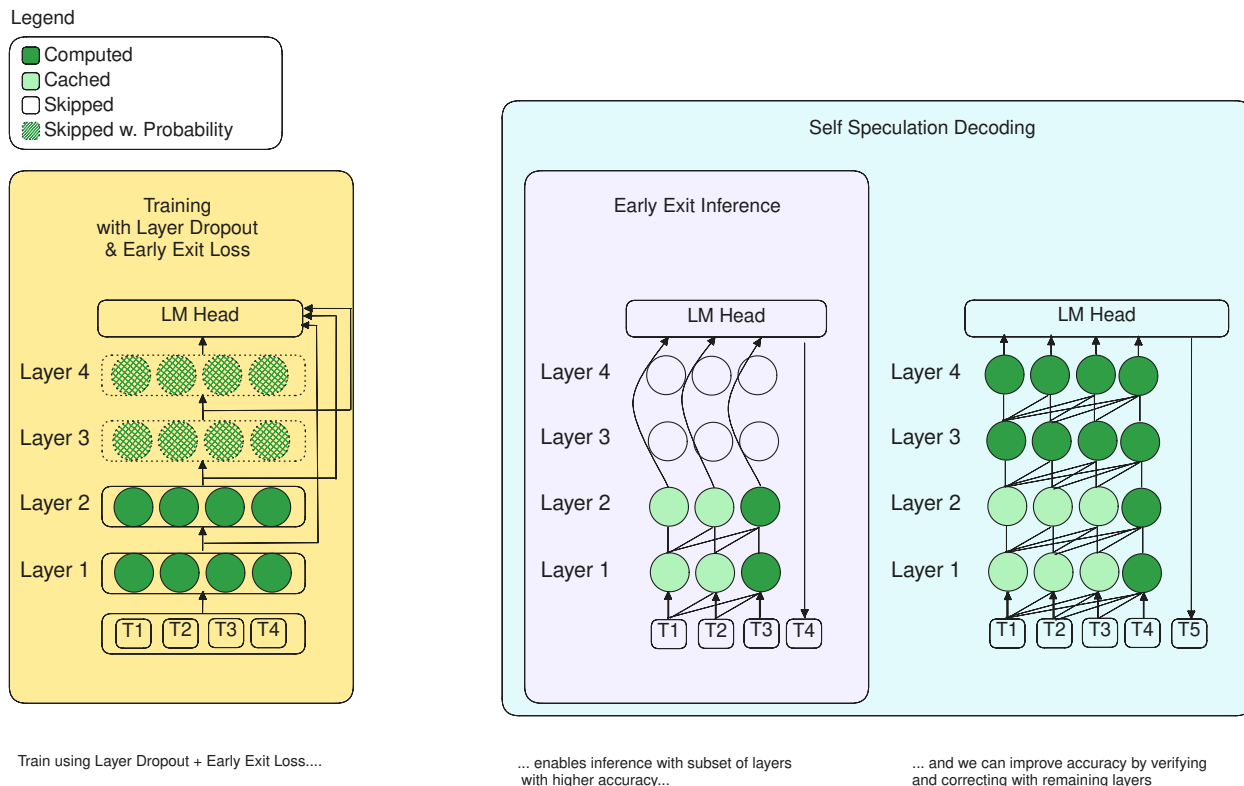 Legend
Computed
Cached
Skipped
Skipped w. Probability
Training
with Layer Dropout
& Early Exit Loss
LM Head
Layer 4
Layer 3
Layer 2
Layer 1
T1 T2 T3 T4
Self Speculation Decoding
Early Exit Inference
LM Head
Layer 4
Layer 3
Layer 2
Layer 1
T1 T2 T3 T4
LM Head
Layer 4
Layer 3
Layer 2
Layer 1
T1 T2 T3 T4 T5
Train using Layer Dropout + Early Exit Loss....
... enables inference with subset of layers
with higher accuracy...
... and we can improve accuracy by verifying
and correcting with remaining layers